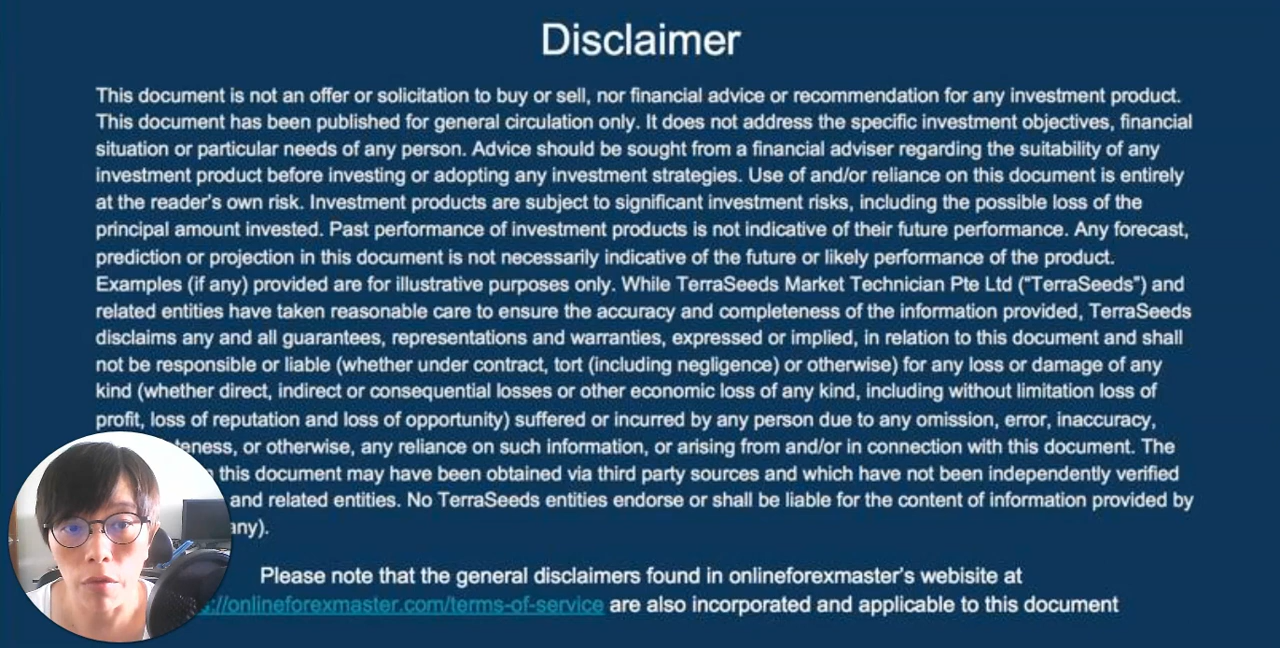 Disclaimer
This document is not an offer or solicitation to buy or sell, nor financial advice or recommendation for any investment product.
This document has been published for general circulation only. It does not address the specific investment objectives, financial
situation or particular needs of any person. Advice should be sought from a financial adviser regarding the suitability of any
investment product before investing or adopting any investment strategies. Use of and/or reliance on this document is entirely
at the reader's own risk. Investment products are subject to significant investment risks, including the possible loss of the
principal amount invested. Past performance of investment products is not indicative of their future performance. Any forecast,
prediction or projection in this document is not necessarily indicative of the future or likely performance of the product.
Examples (if any) provided are for illustrative purposes only. While TerraSeeds Market Technician Pte Ltd ("TerraSeeds") and
related entities have taken reasonable care to ensure the accuracy and completeness of the information provided, TerraSeeds
disclaims any and all guarantees, representations and warranties, expressed or implied, in relation to this document and shall
not be responsible or liable (whether under contract, tort (including negligence) or otherwise) for any loss or damage of any
kind (whether direct, indirect or consequential losses or other economic loss of any kind, including without limitation loss of
profit, loss of reputation and loss of opportunity) suffered or incurred by any person due to any omission, error, inaccuracy,
eness, or otherwise, any reliance on such information, or arising from and/or in connection with this document. The
this document may have been obtained via third party sources and which have not been independently verified
and related entities. No TerraSeeds entities endorse or shall be liable for the content of information provided by
any).
Please note that the general disclaimers found in onlineforexmaster's webisite at
://onlineforexmaster.com/terms-of-service are also incorporated and applicable to this document